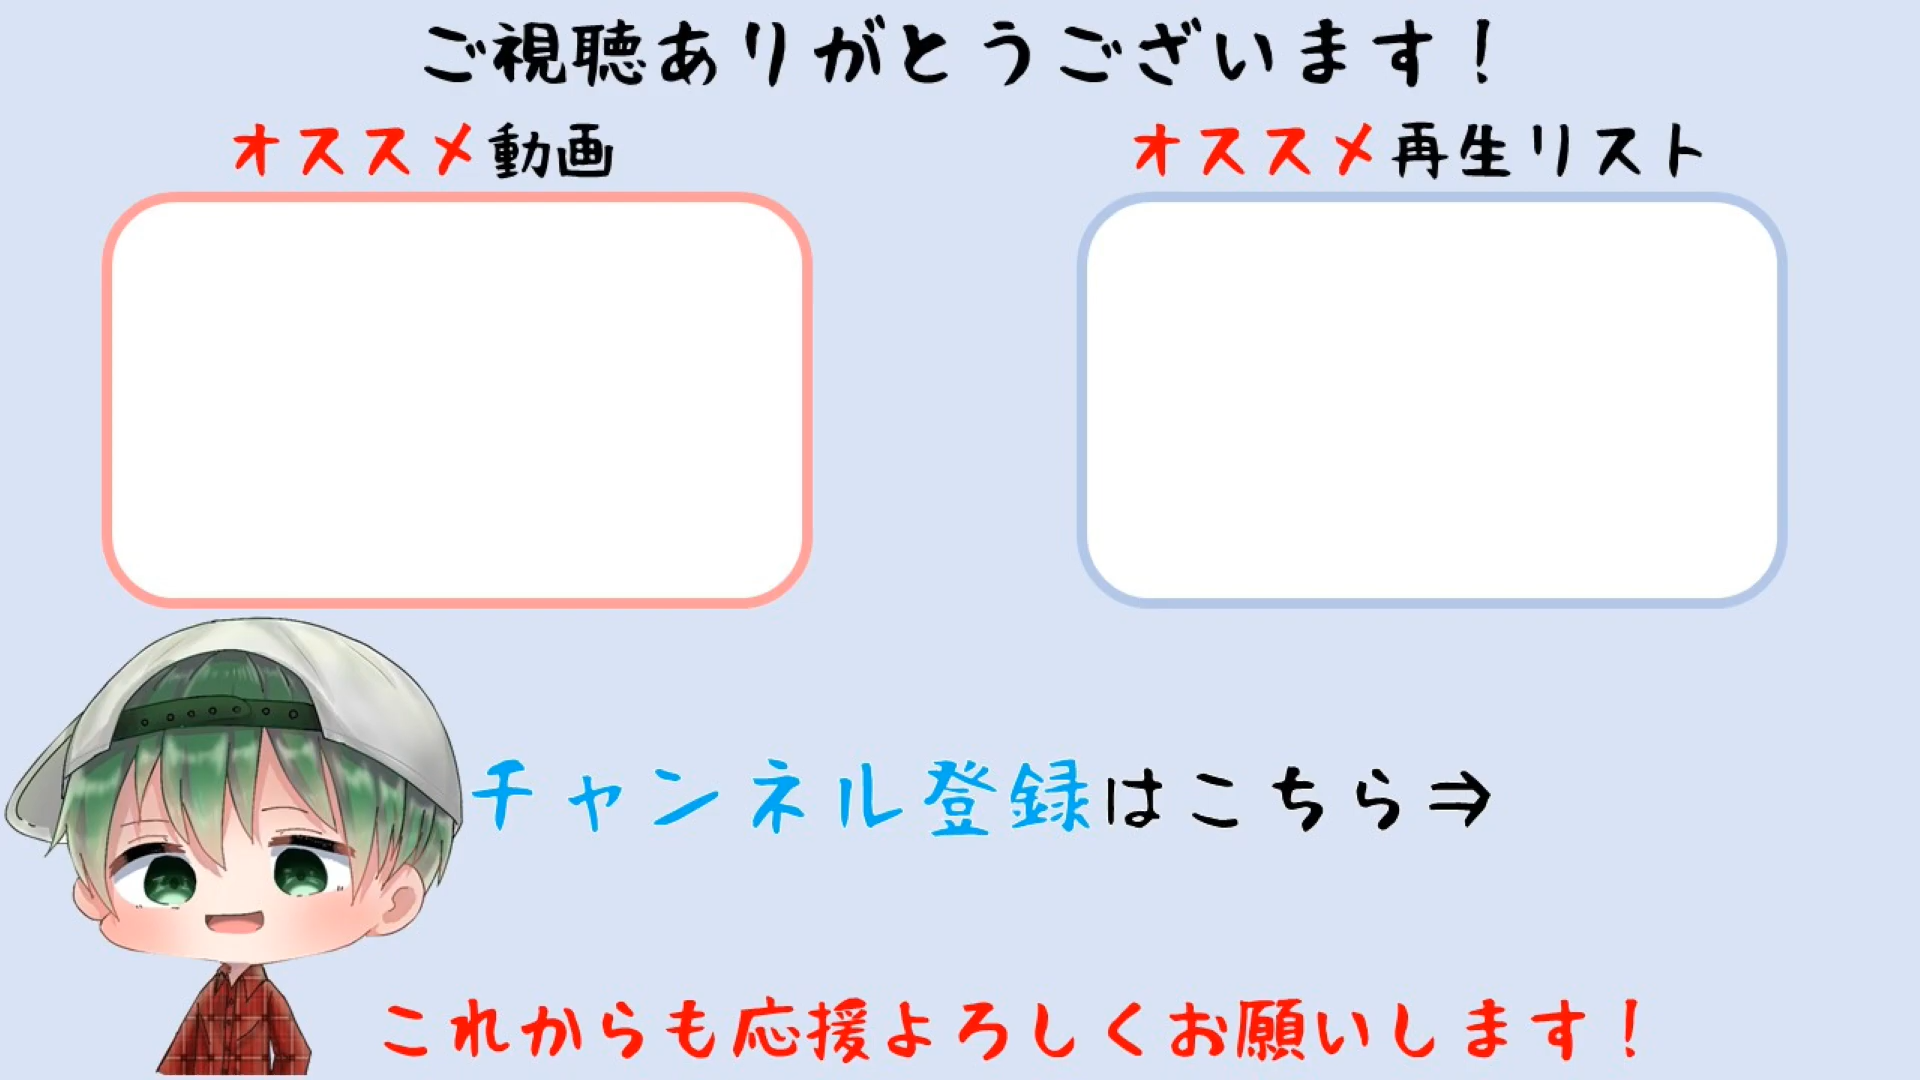 ご視聴ありがとうございます！
オススメ動画
オススメ再生リスト
チャンネル登録はこちら⇒
これからも応援よろしくお願いします！